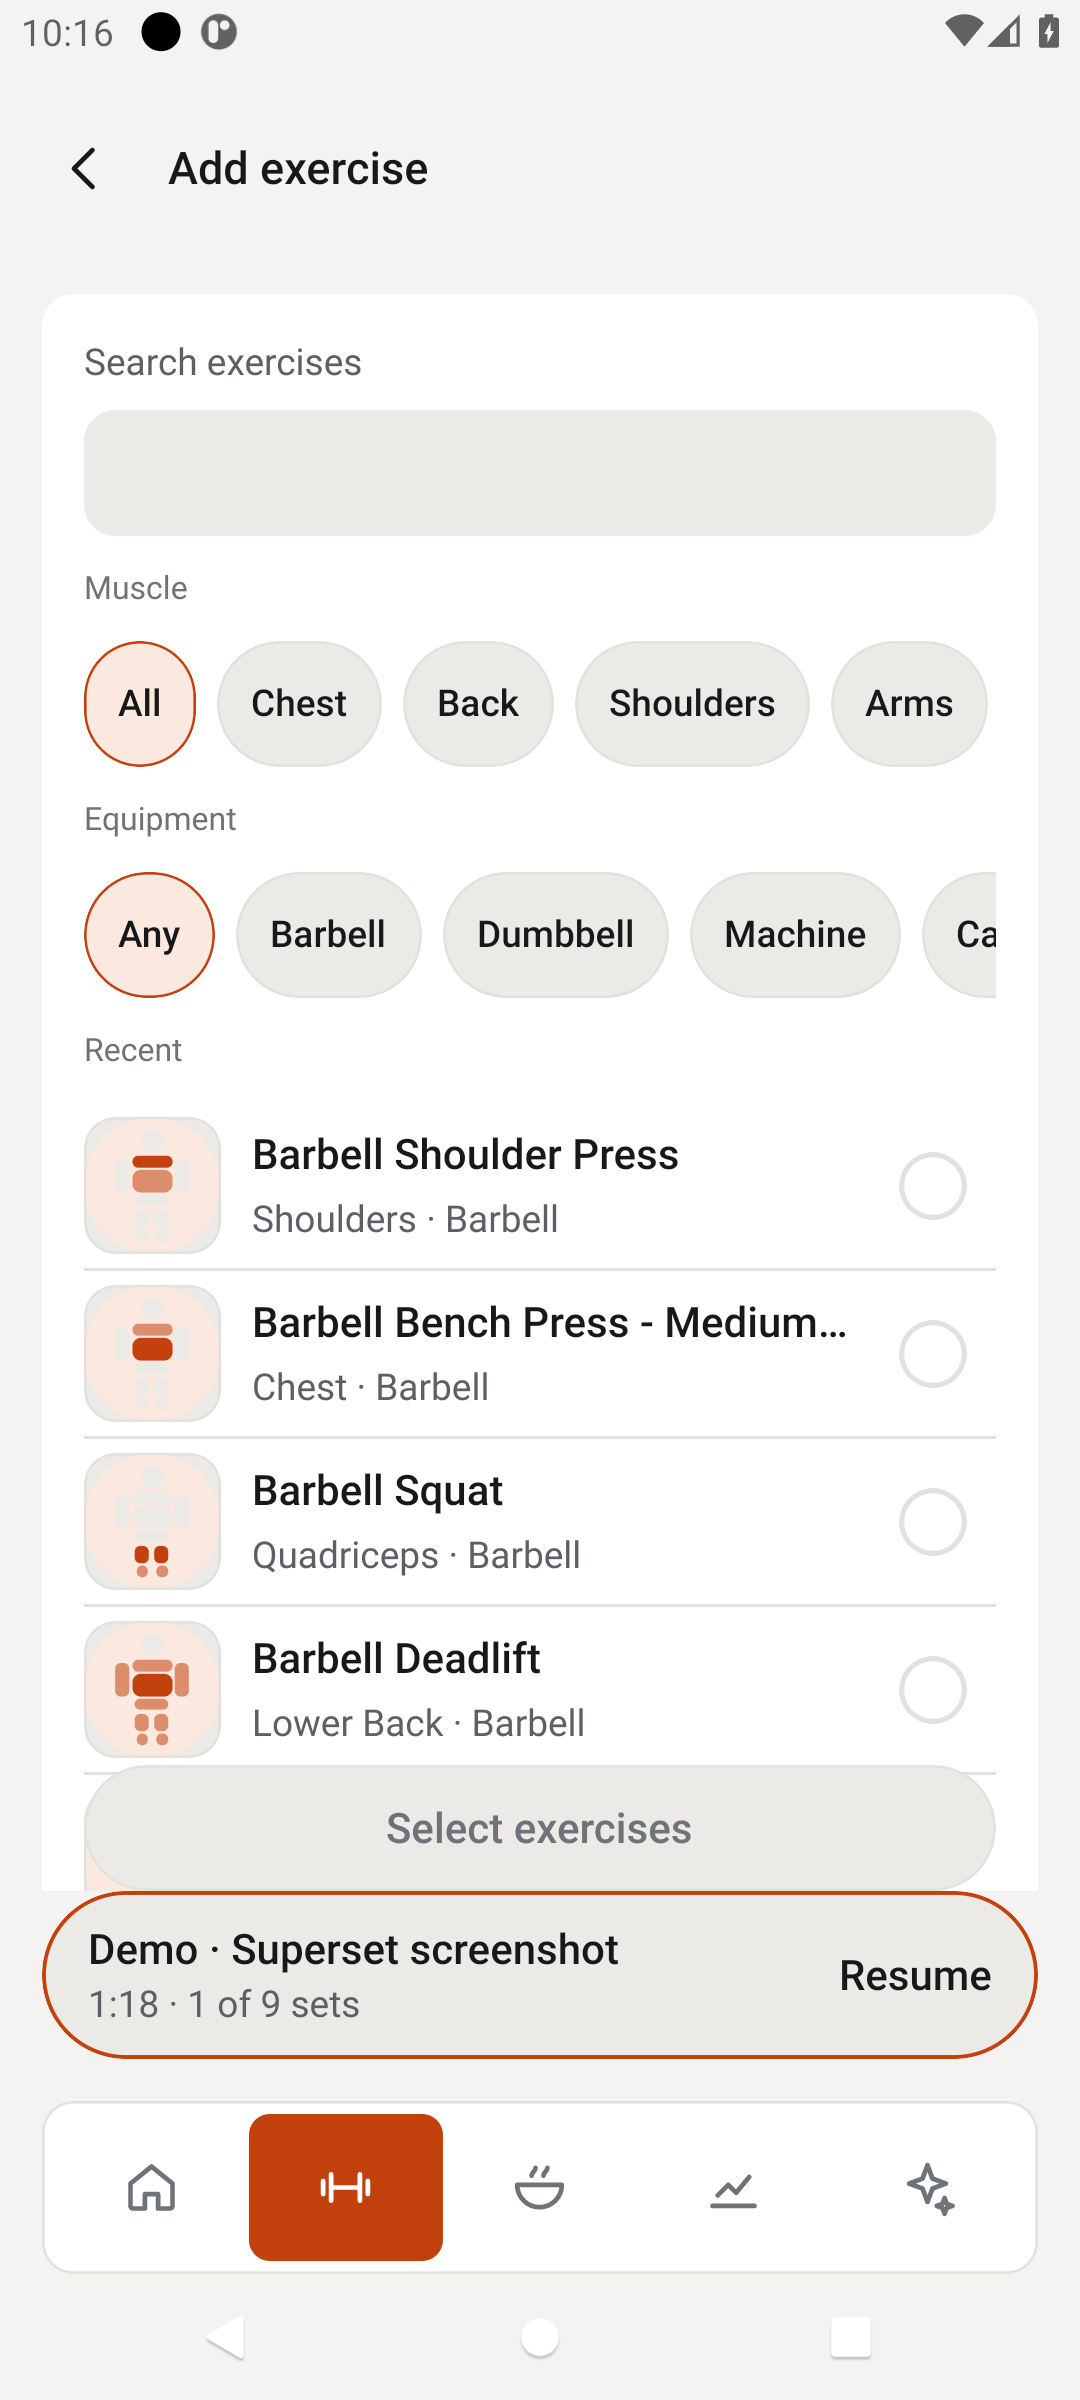 10:16
Add exercise
Search exercises
Muscle
All Chest Back Shoulders Arms
Equipment
Any Barbell Dumbbell Machine Ca
Recent
Barbell Shoulder Press
Shoulders · Barbell
Barbell Bench Press - Medium…
Chest · Barbell
Barbell Squat
Quadriceps · Barbell
Barbell Deadlift
Lower Back · Barbell
Select exercises
Demo · Superset screenshot
1:18 · 1 of 9 sets
Resume